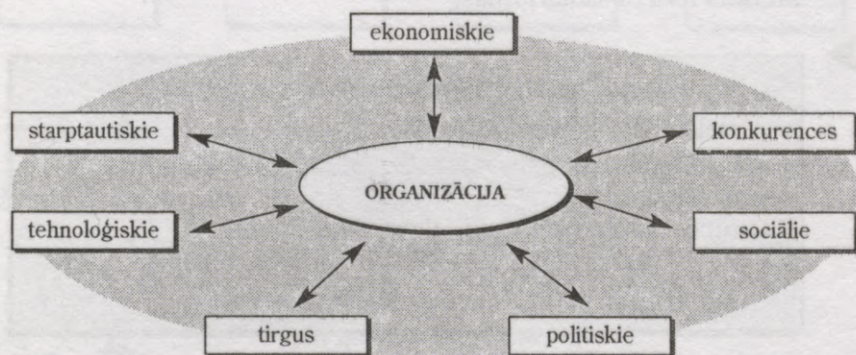 ekonomiskie
starptautiskie
konkurences
ORGANIZĀCIJA
tehnoloģiskie
sociālie
tirgus
politiskie